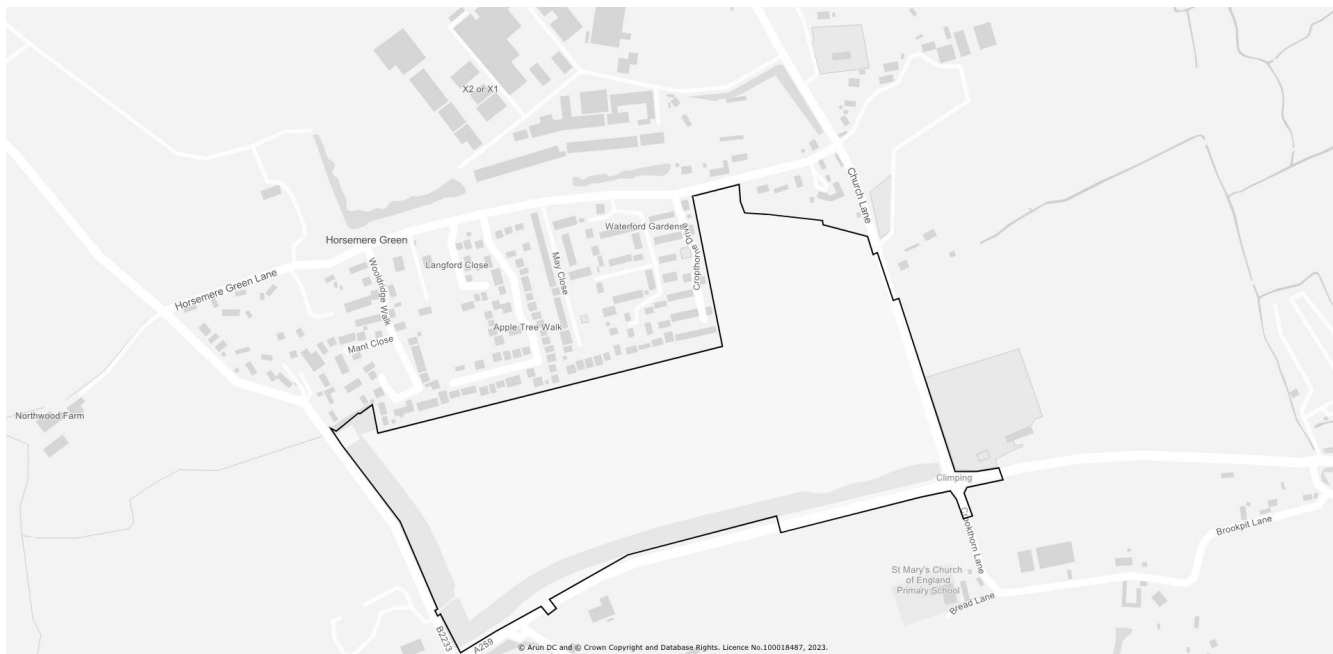 X2 or X1
Church Lane
Waterford Gardens
Cropthorne Drive
Horsemere Green
Langford Close
May Close
Wooldridge Walk
Horsemere Green Lane
Apple Tree Walk
Mant Close
Northwood Farm
Climping
Crookthorn Lane
Brookpit Lane
St Mary's Church
of England
Primary School
Bread Lane
B2233
A259
© Arun DC and © Crown Copyright and Database Rights. Licence No.100018487, 2023.